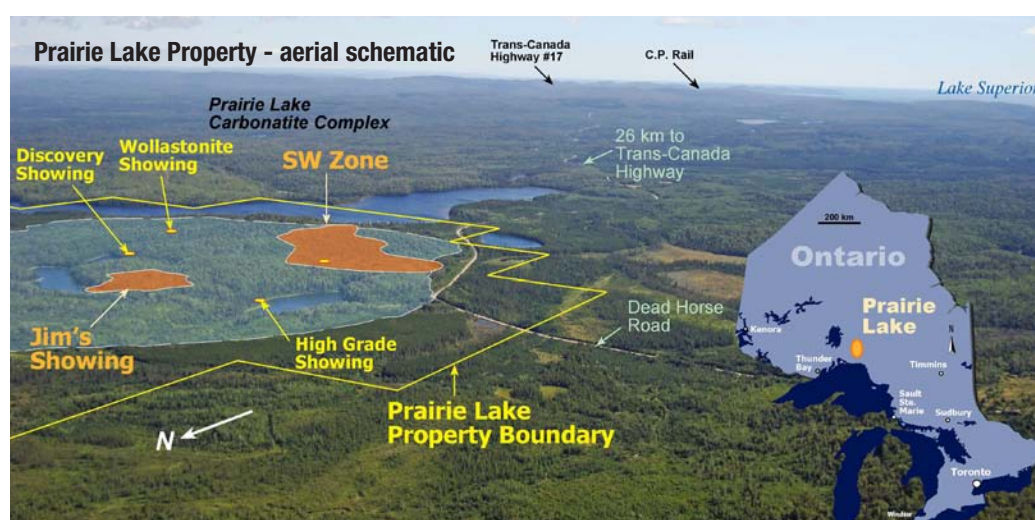 Prairie Lake Property - aerial schematic
Trans-Canada
Highway #17
C.P. Rail
Lake Superior
Prairie Lake
Carbonatite Complex
Discovery
Showing
Wollastonite
Showing
SW Zone
26 km to
Trans-Canada
Highway
Jim's
Showing
High Grade
Showing
Dead Horse
Road
Prairie Lake
Property Boundary
N
200 km
Ontario
Prairie
Lake
N
Kenora
Thunder
Bay
Timmins
Sault
Ste.
Marie
Sudbury
Toronto
Windsor